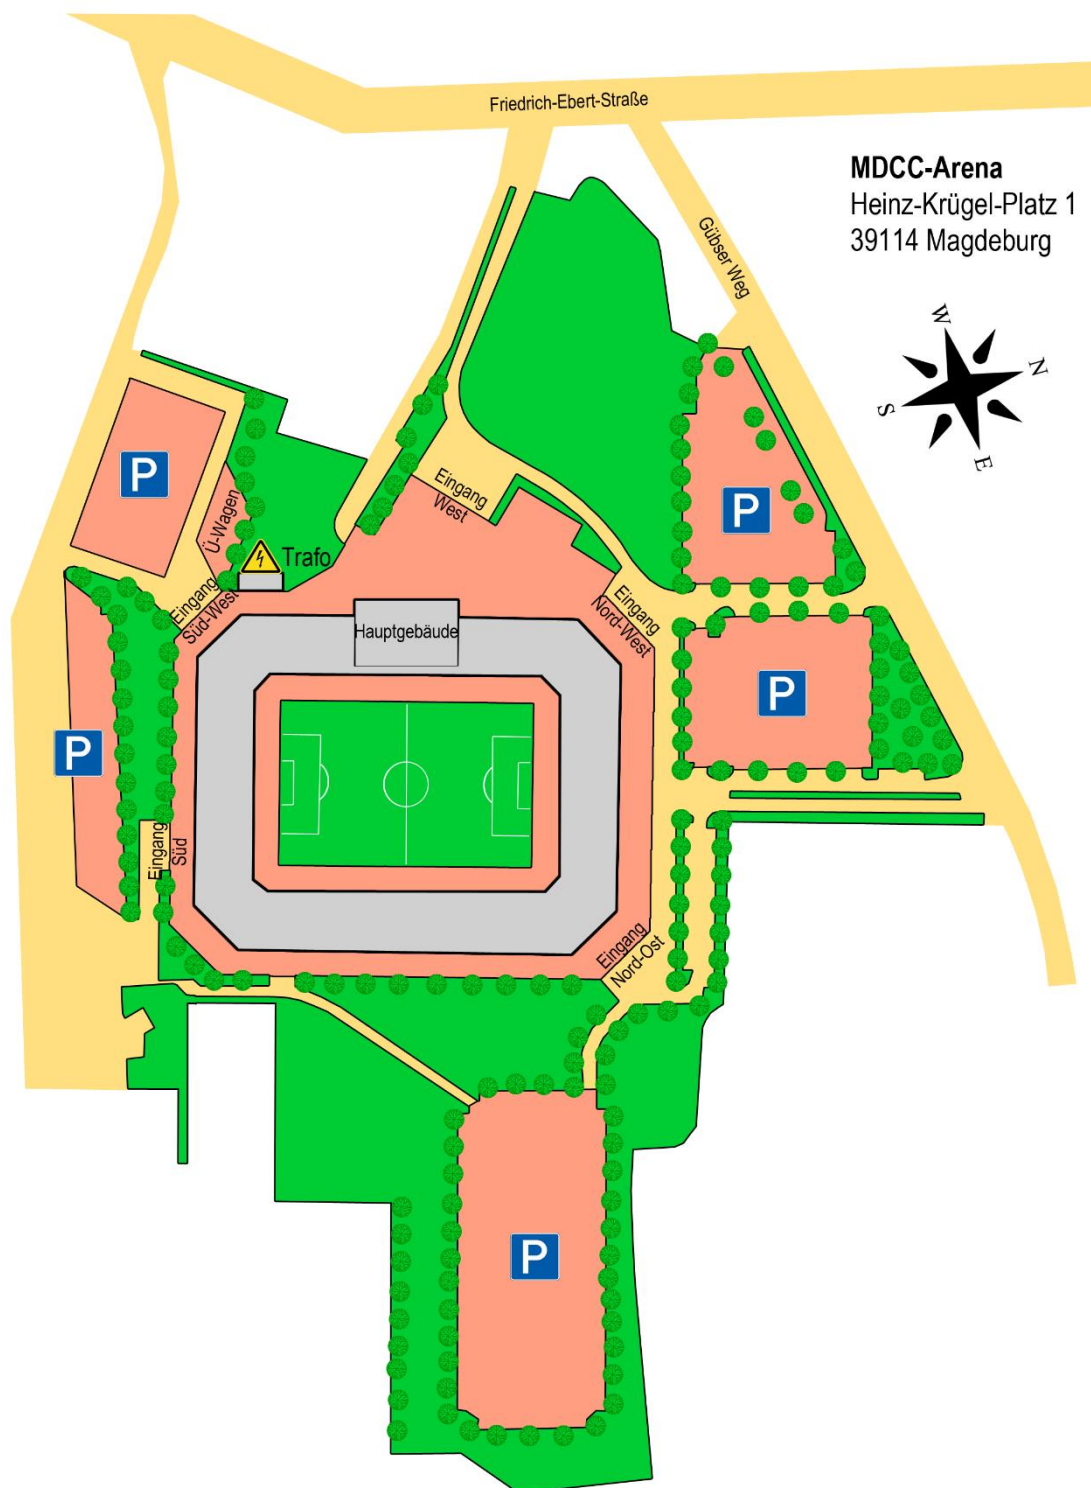 Friedrich-Ebert-Straße
MDCC-Arena
Heinz-Krügel-Platz 1
39114 Magdeburg
Gübser Weg
W
N
S
E
P
Ü-Wagen
Trafo
Eingang
West
P
Eingang
Süd-West
Eingang
Nord-West
Hauptgebäude
P
P
Eingang
Süd
Eingang
Nord-Ost
P